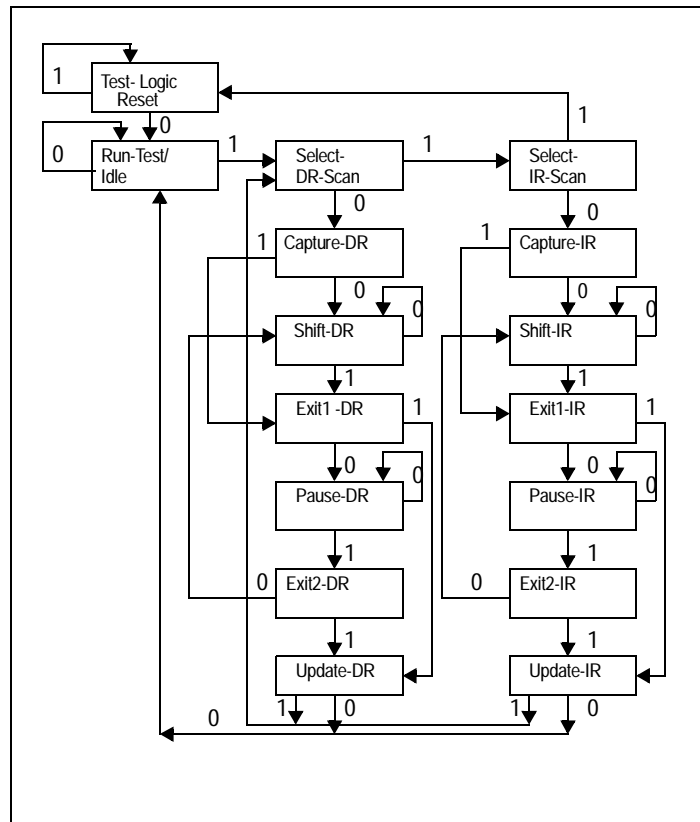 1
Test- Logic
Reset
1
0
0
Run-Test/
Idle
1
Select-
DR-Scan
1
Select-
IR-Scan
0
0
1
Capture-DR
1
Capture-IR
0
0
Shift-DR
0
Shift-IR
0
1
1
Exit1 -DR
1
Exit1-IR
1
0
0
Pause-DR
0
Pause-IR
0
1
1
0
Exit2-DR
0
Exit2-IR
1
1
Update-DR
Update-IR
0
1
0
1
0